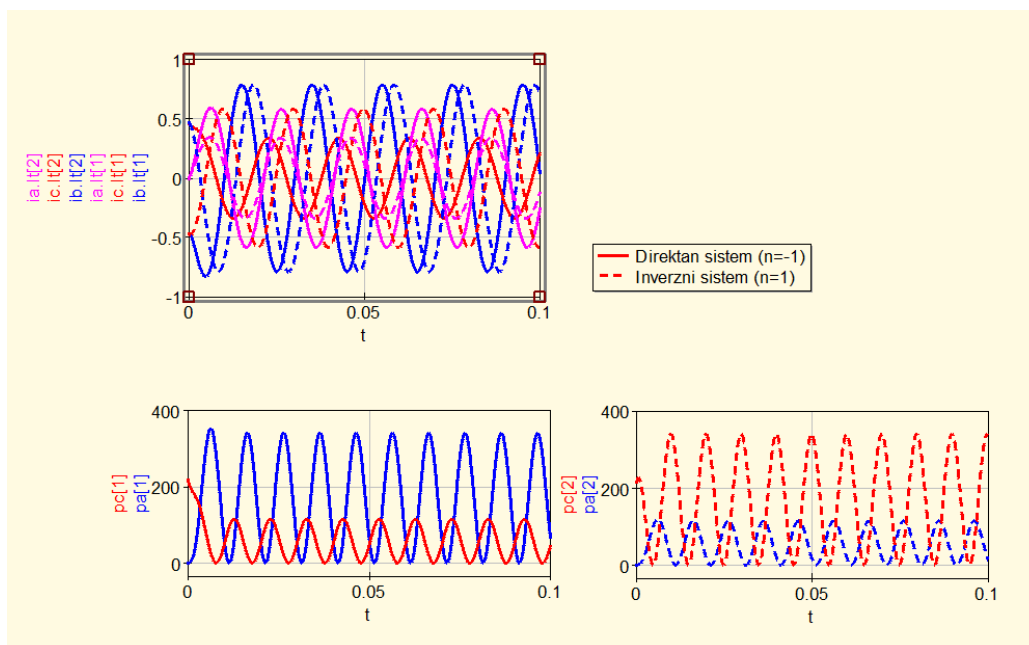 ia.It[2]
ic.It[2]
ib.It[2]
ia.It[1]
ic.It[1]
ib.It[1]
1
0.5
0
-0.5
-1
0
0.05
0.1
t
Direktan sistem (n=-1)
Inverzni sistem (n=1)
pc[1]
pa[1]
400
200
0
0
0.05
0.1
t
pc[2]
pa[2]
400
200
0
0
0.05
0.1
t